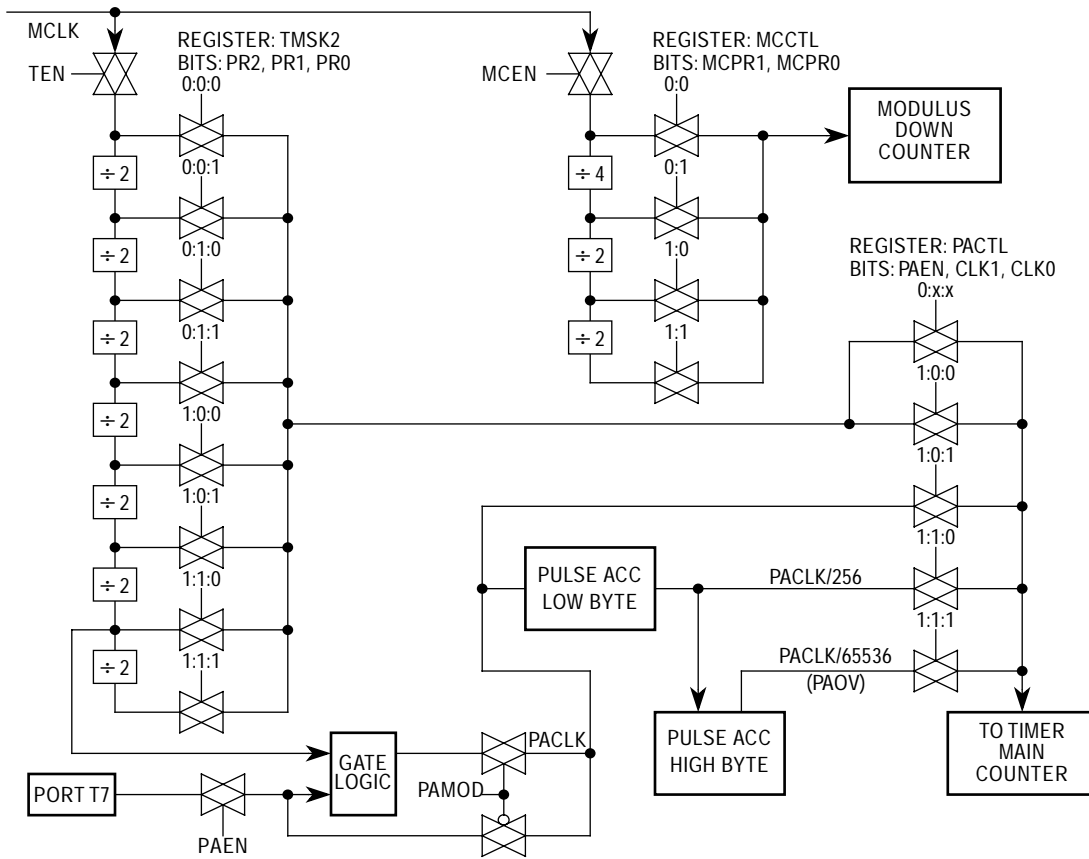 MCLK
TEN
REGISTER: TMSK2
BITS: PR2, PR1, PR0
0:0:0
÷ 2
0:0:1
÷ 2
0:1:0
÷ 2
0:1:1
÷ 2
1:0:0
÷ 2
1:0:1
÷ 2
1:1:0
÷ 2
1:1:1
MCEN
REGISTER: MCCTL
BITS: MCPR1, MCPR0
0:0
÷ 4
0:1
÷ 2
1:0
÷ 2
1:1
MODULUS
DOWN
COUNTER
REGISTER: PACTL
BITS: PAEN, CLK1, CLK0
0:x:x
1:0:0
1:0:1
1:1:0
1:1:1
PULSE ACC
LOW BYTE
PACLK/256
PACLK/65536
(PAOV)
PULSE ACC
HIGH BYTE
TO TIMER
MAIN
COUNTER
PORT T7
PAEN
GATE
LOGIC
PACLK
PAMOD